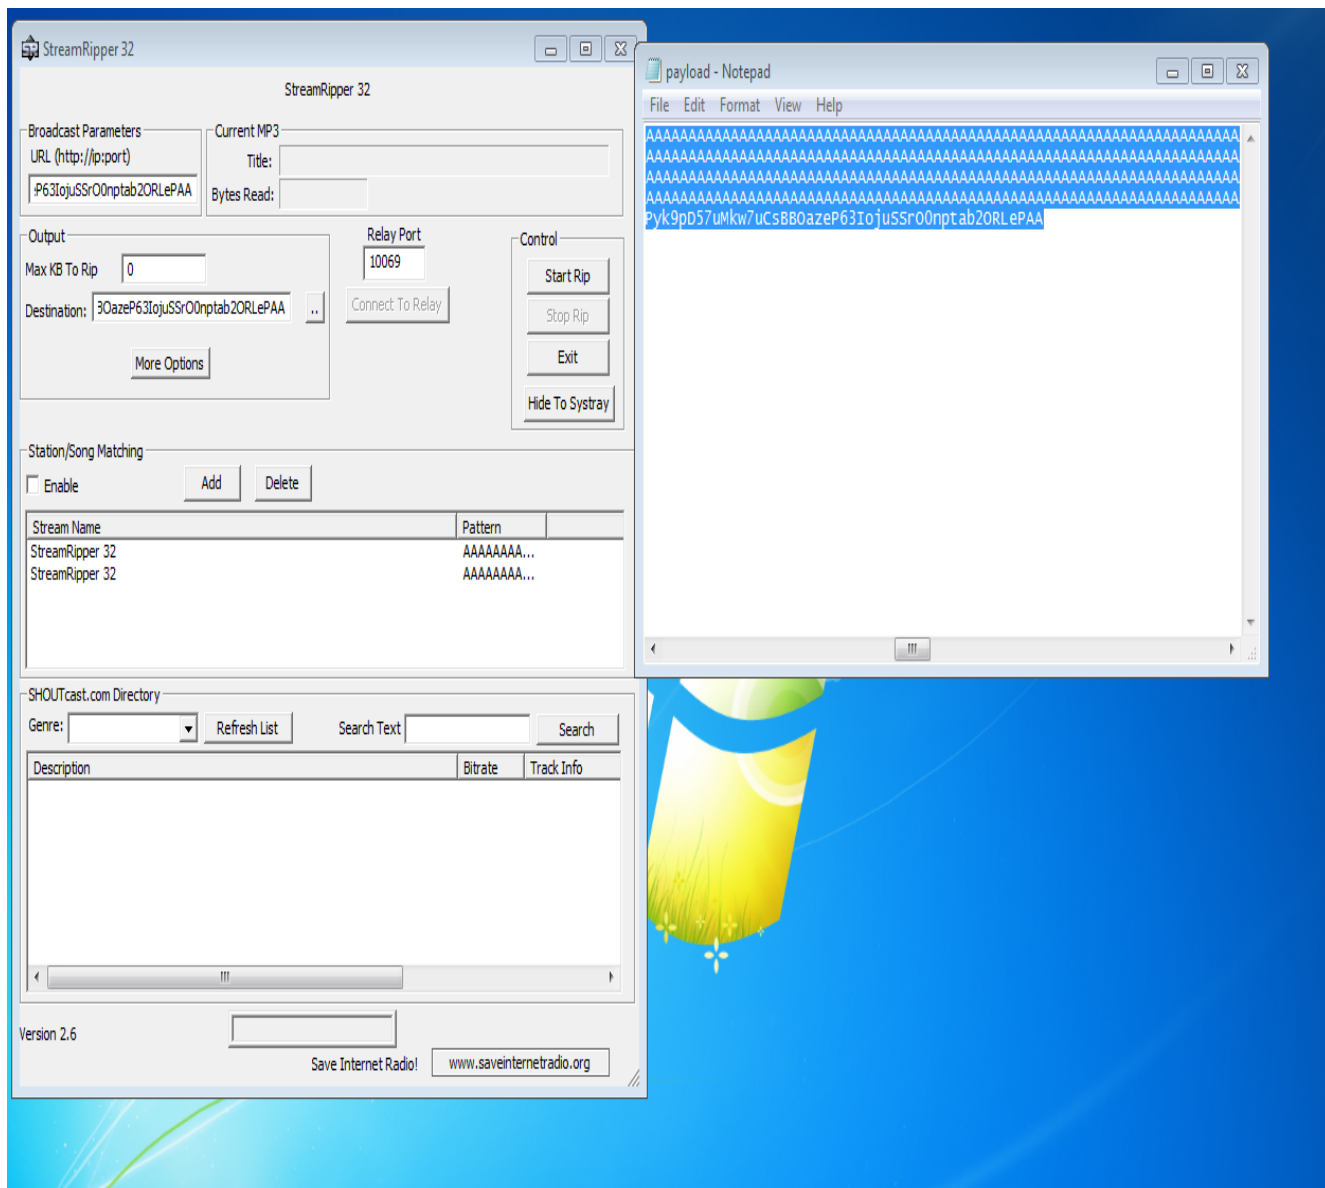 StreamRipper 32
StreamRipper 32
Broadcast Parameters
URL (http://ip:port)
P63IojuSSrO0nptab2ORLePAA
Current MP3
Title:
Bytes Read:
Output
Max KB To Rip 0
Destination: 3OazeP63IojuSSrO0nptab2ORLePAA ..
More Options
Relay Port
10069
Connect To Relay
Control
Start Rip
Stop Rip
Exit
Hide To Systray
Station/Song Matching
Enable Add Delete
Stream Name Pattern
StreamRipper 32 AAAAAAAA...
StreamRipper 32 AAAAAAAA...
SHOUTcast.com Directory
Genre: Refresh List Search Text Search
Description Bitrate Track Info
Version 2.6
Save Internet Radio! www.saveinternetradio.org
payload - Notepad
File Edit Format View Help
AAAAAAAAAAAAAAAAAAAAAAAAAAAAAAAAAAAAAAAAAAAAAAAAAAAAAAAAAAAAAAAAAAAAAA
AAAAAAAAAAAAAAAAAAAAAAAAAAAAAAAAAAAAAAAAAAAAAAAAAAAAAAAAAAAAAAAAAAAAAA
AAAAAAAAAAAAAAAAAAAAAAAAAAAAAAAAAAAAAAAAAAAAAAAAAAAAAAAAAAAAAAAAAAAAAA
AAAAAAAAAAAAAAAAAAAAAAAAAAAAAAAAAAAAAAAAAAAAAAAAAAAAAAAAAAAAAAAAAAAAAA
Pyk9pD57uMkw7uCsBBOazeP63IojuSSrO0nptab2ORLePAA